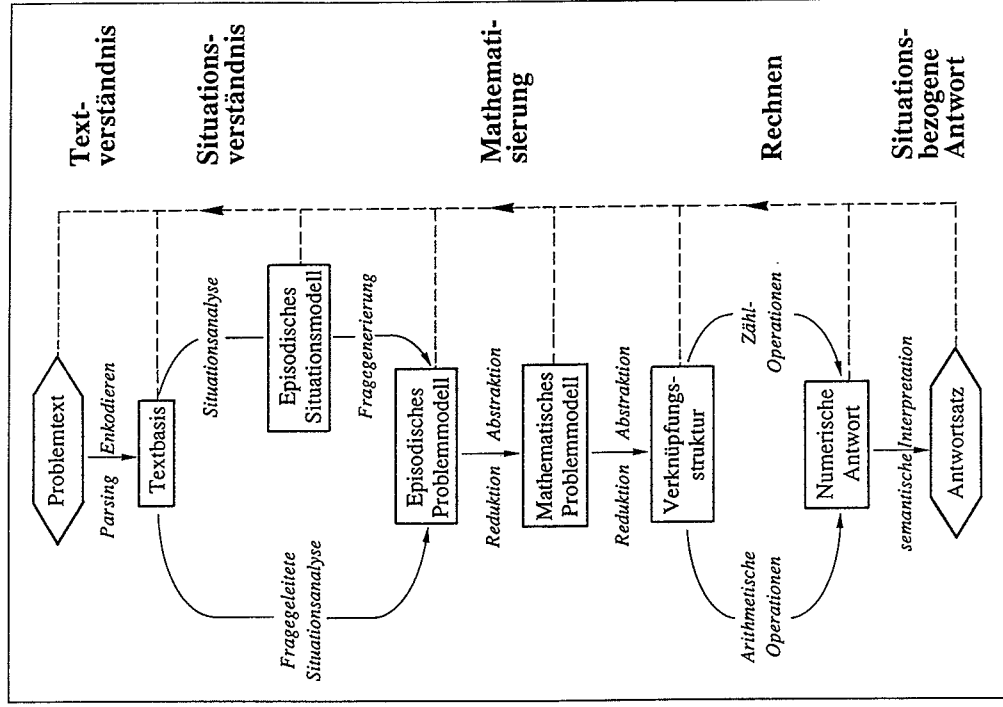 Problemtext
Parsing
Enkodieren
Textbasis
Situationsanalyse
Episodisches
Situationsmodell
Fragegenerierung
Fragegeleitete
Situationsanalyse
Episodisches
Problemmodell
Reduktion
Abstraktion
Mathematisches
Problemmodell
Reduktion
Abstraktion
Verknüpfungs-
struktur
Arithmetische
Operationen
Zähl-
Operationen
Numerische
Antwort
semantische Interpretation
Antwortsatz
Text-
verständnis
Situations-
verständnis
Mathemati-
sierung
Rechnen
Situations-
bezogene
Antwort